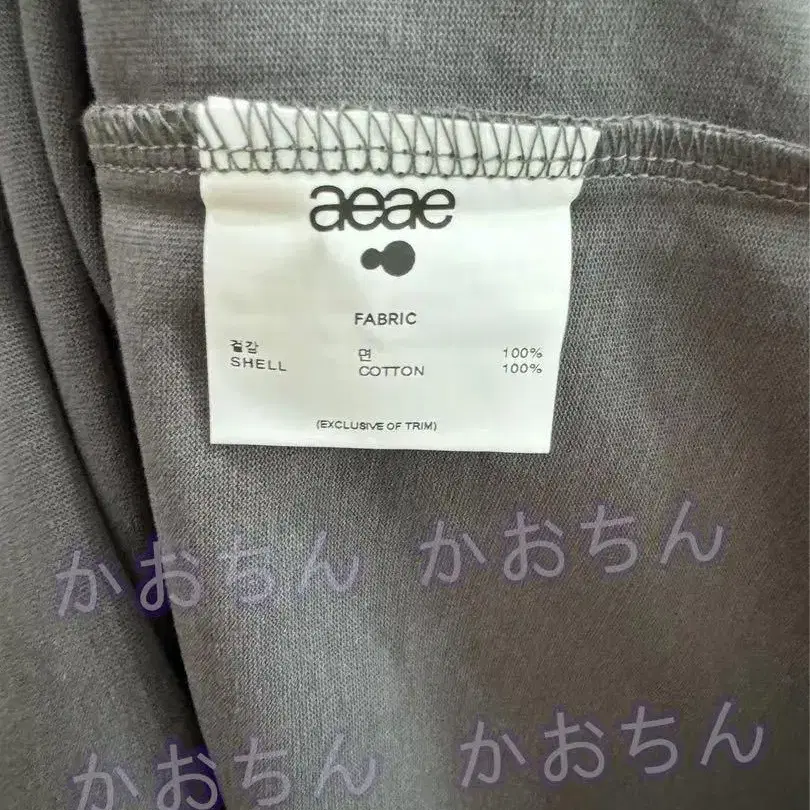 aeae
FABRIC
겉감 면 100%
SHELL COTTON 100%
(EXCLUSIVE OF TRIM)
かおちん かおちん
かおちん かおちん